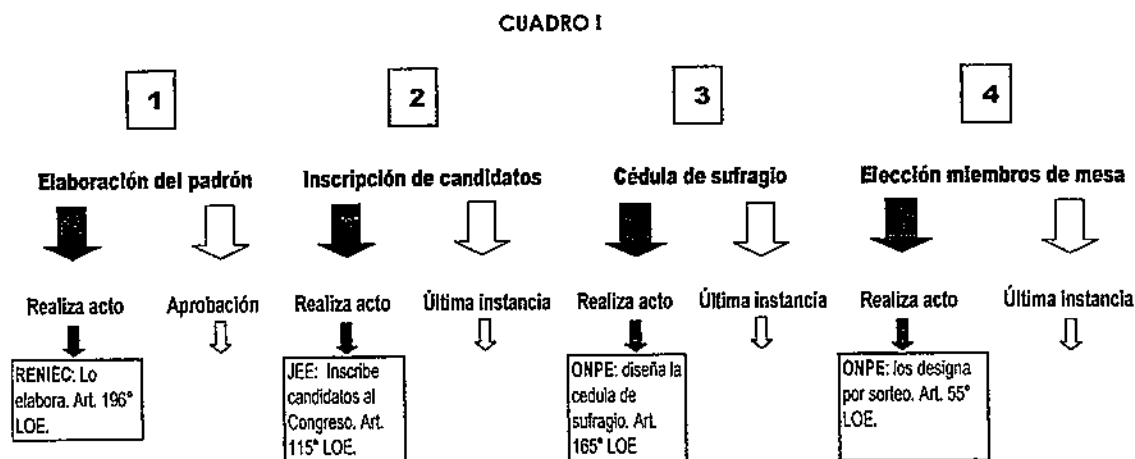 CUADRO I
1 2 3 4
Elaboración del padrón Inscripción de candidatos Cédula de sufragio Elección miembros de mesa
Realiza acto Aprobación Realiza acto Última instancia Realiza acto Última instancia Realiza acto Última instancia
RENIEC: Lo
elabora. Art. 196°
LOE.
JEE: Inscribe
candidatos al
Congreso. Art.
115° LOE.
ONPE: diseña la
cedula de
sufragio. Art.
165° LOE
ONPE: los designa
por sorteo. Art. 55°
LOE.